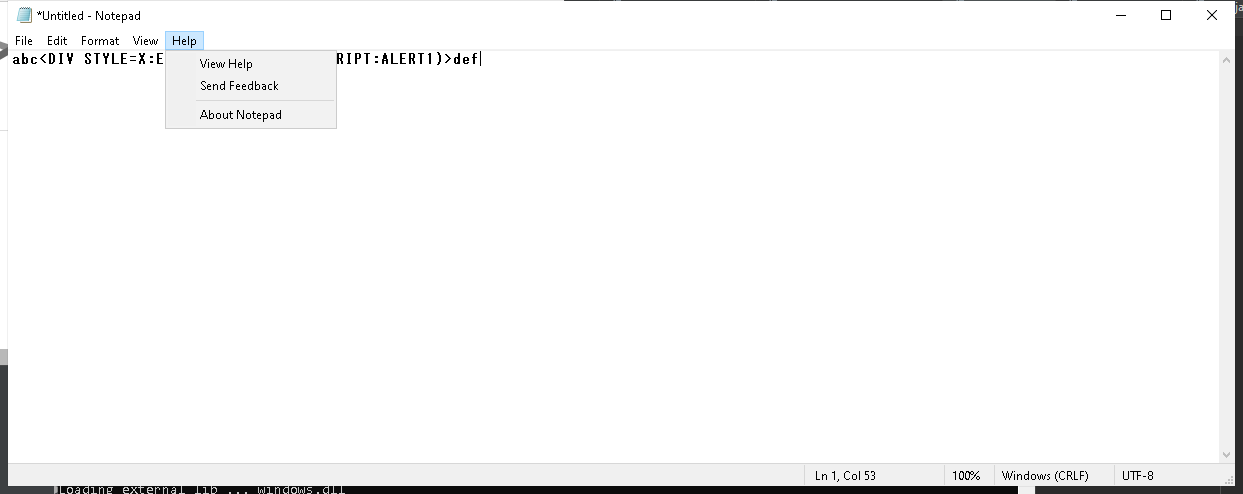 *Untitled - Notepad
File Edit Format View Help
abc<DIV STYLE=X:E RIPT:ALERT1)>def
View Help
Send Feedback
About Notepad
Ln 1, Col 53 100% Windows (CRLF) UTF-8
Loading external lib ... windows.dll